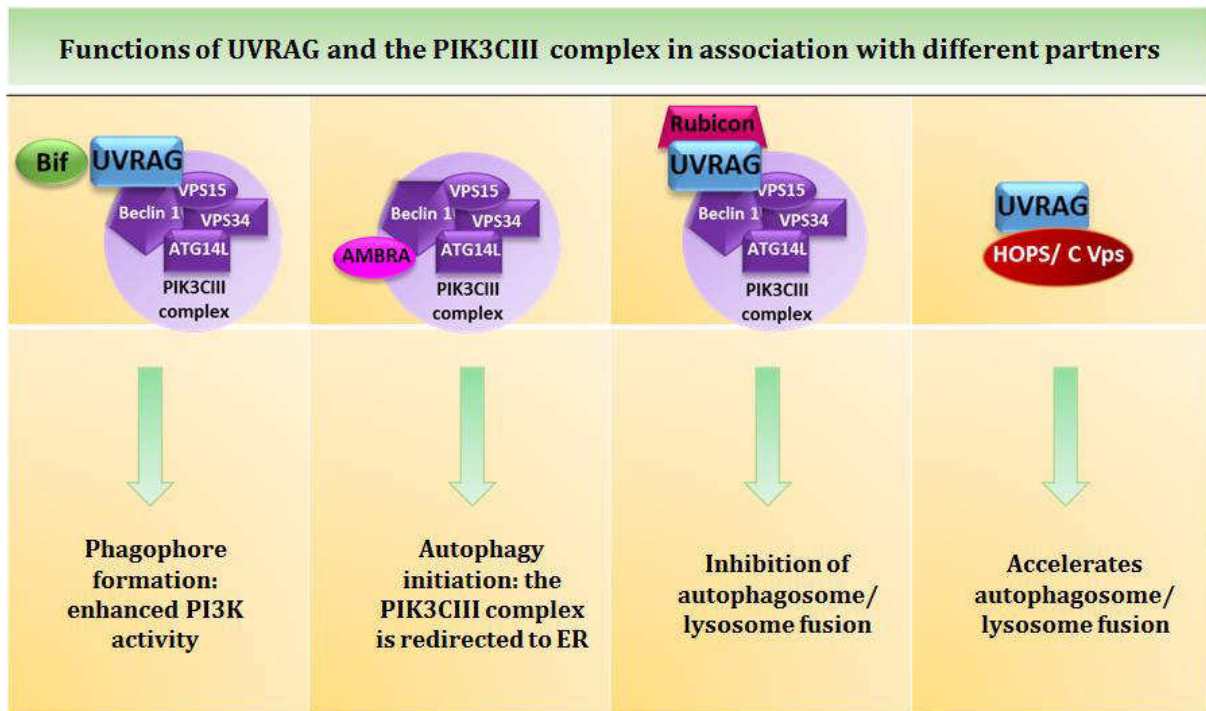 Functions of UVRAG and the PIK3CIII complex in association with different partners
Bif
UVRAG
VPS15
Beclin 1
VPS34
ATG14L
PIK3CIII
complex
VPS15
Beclin 1
VPS34
AMBRA
ATG14L
PIK3CIII
complex
Rubicon
UVRAG
VPS15
Beclin 1
VPS34
ATG14L
PIK3CIII
complex
UVRAG
HOPS/ C Vps
Phagophore
formation:
enhanced PI3K
activity
Autophagy
initiation: the
PIK3CIII complex
is redirected to ER
Inhibition of
autophagosome/
lysosome fusion
Accelerates
autophagosome/
lysosome fusion